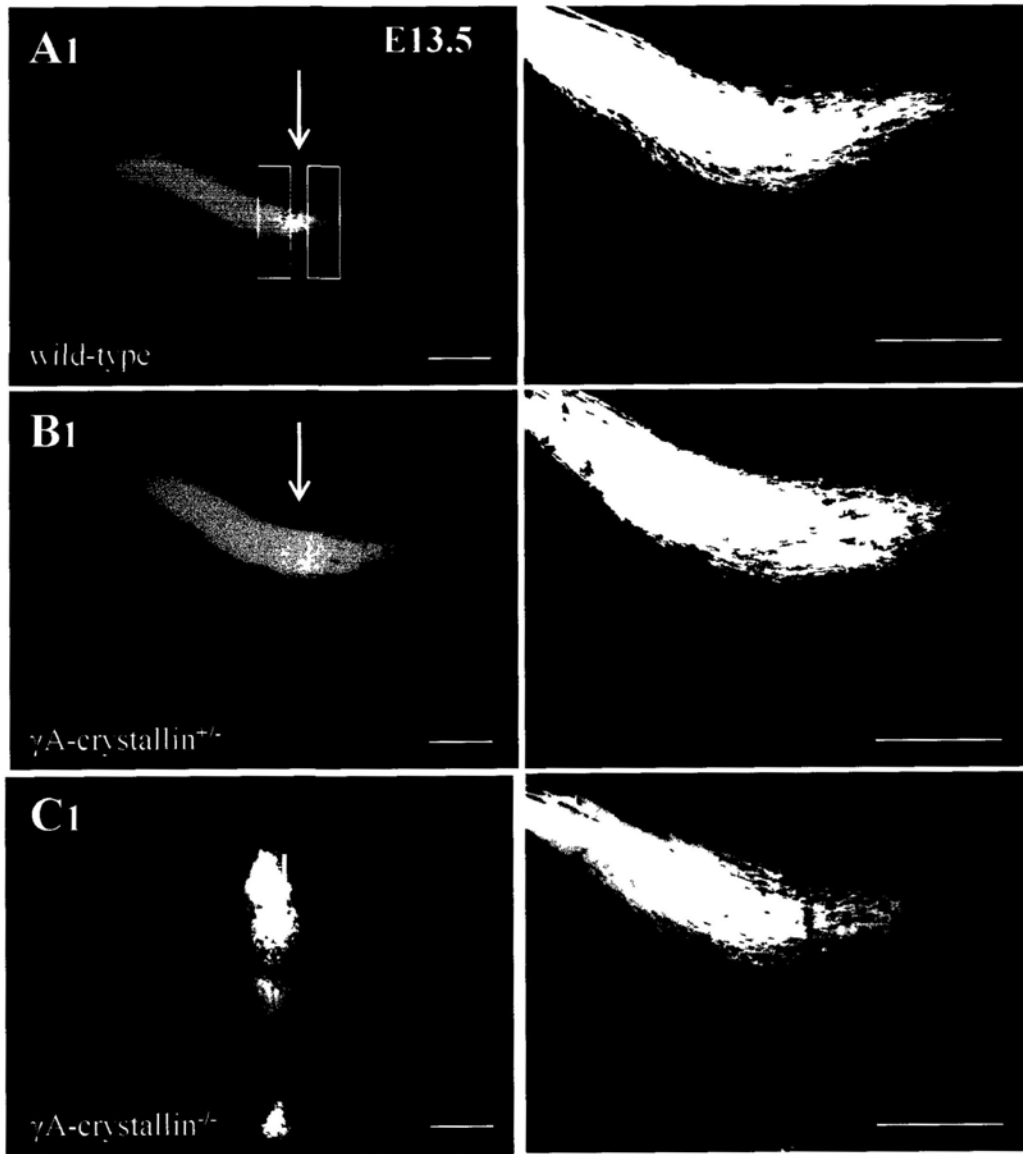 A1
E13.5
wild-type
B1
γA-crystallin+/-
C1
γA-crystallin-/-